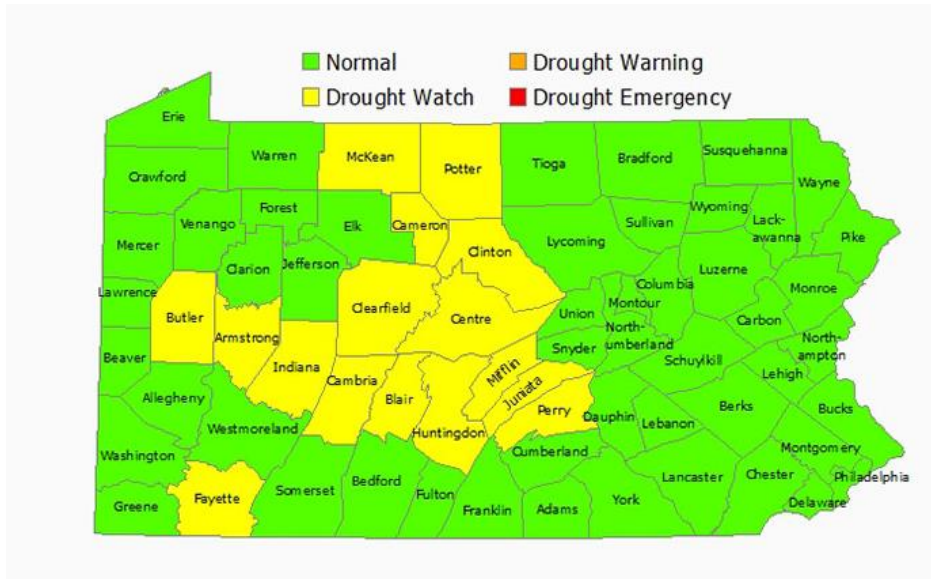 Normal
Drought Warning
Drought Watch
Drought Emergency
Erie
Warren
McKean
Potter
Tioga
Bradford
Susquehanna
Wayne
Crawford
Forest
Venango
Elk
Cameron
Wyoming
Sullivan
Lack-
awanna
Pike
Mercer
Clarion
Jefferson
Clinton
Lycoming
Luzerne
Columbia
Monroe
Lawrence
Butler
Clearfield
Centre
Union
Montour
Carbon
Armstrong
North-
umberland
Snyder
Schuylkill
North-
ampton
Beaver
Indiana
Cambria
Mifflin
Lehigh
Allegheny
Blair
Juniata
Perry
Dauphin
Berks
Bucks
Westmoreland
Huntingdon
Lebanon
Washington
Cumberland
Montgomery
Fayette
Somerset
Bedford
Fulton
Lancaster
Chester
Philadelphia
Greene
Franklin
Adams
York
Delaware